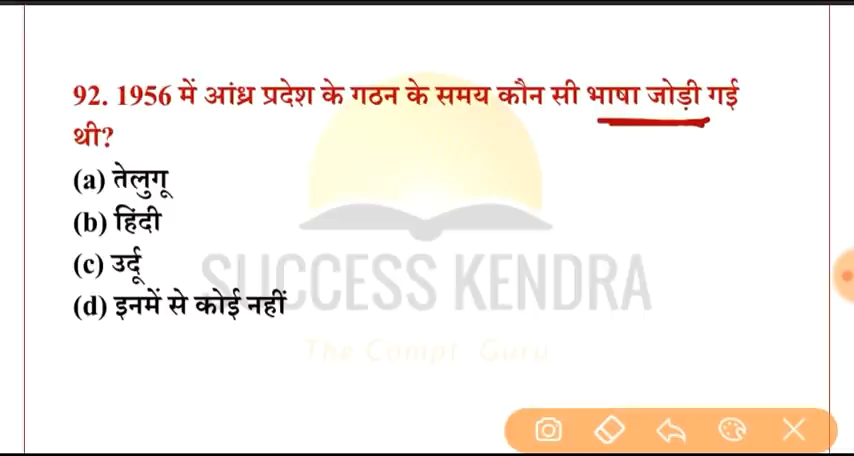 92. 1956 में आंध्र प्रदेश के गठन के समय कौन सी भाषा जोड़ी गई
थी?
(a) तेलुगू
(b) हिंदी
(c) उर्दू
(d) इनमें से कोई नहीं
SUCCESS KENDRA
The Compt. Guru